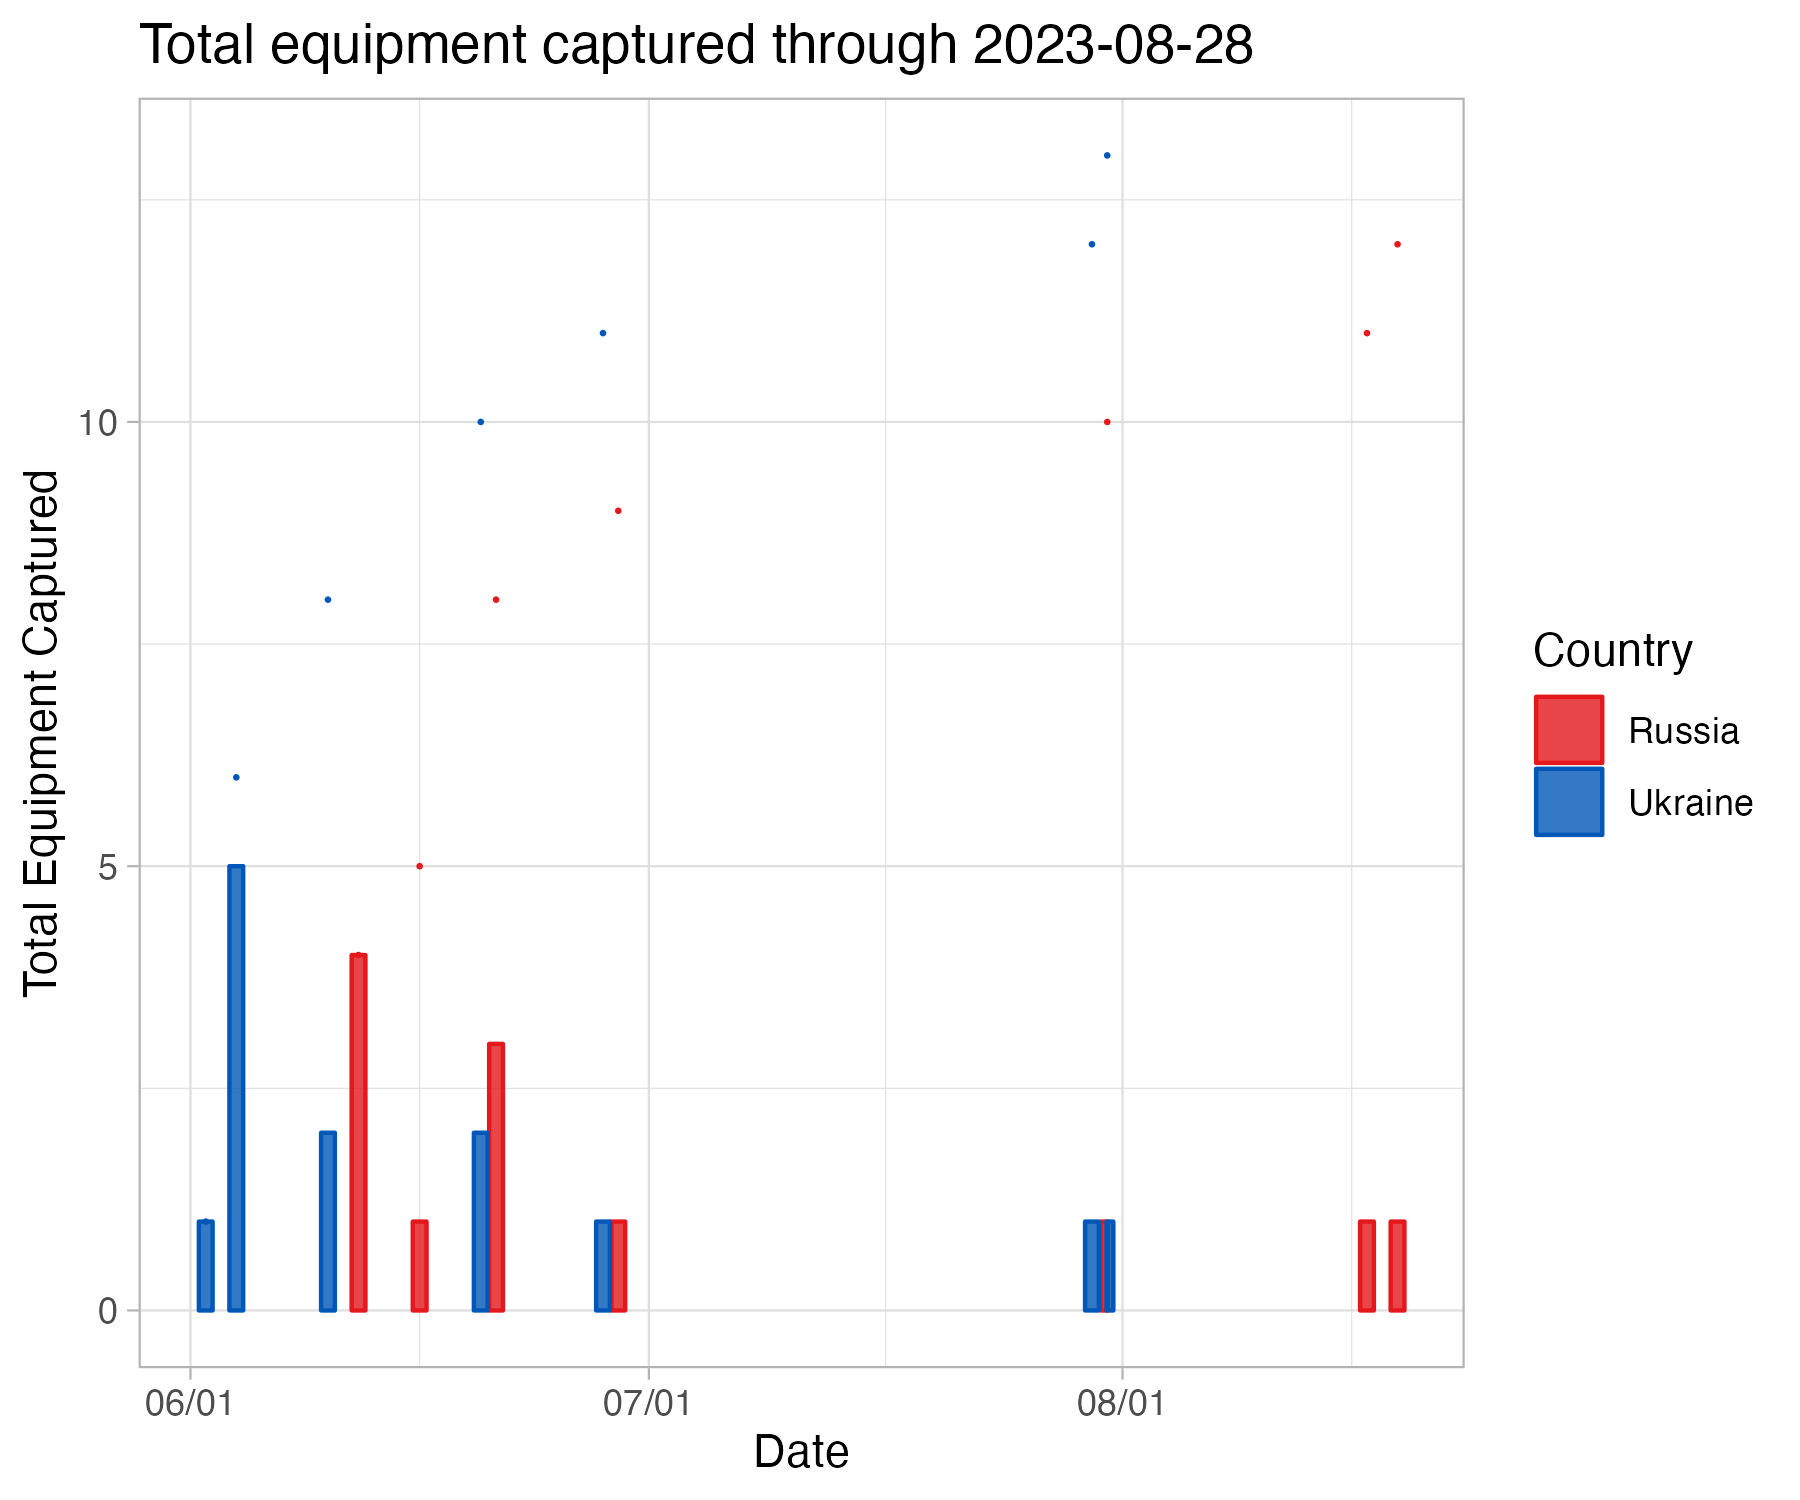 Total equipment captured through 2023-08-28
Total Equipment Captured
10
5
0
06/01
07/01
08/01
Date
Country
Russia
Ukraine